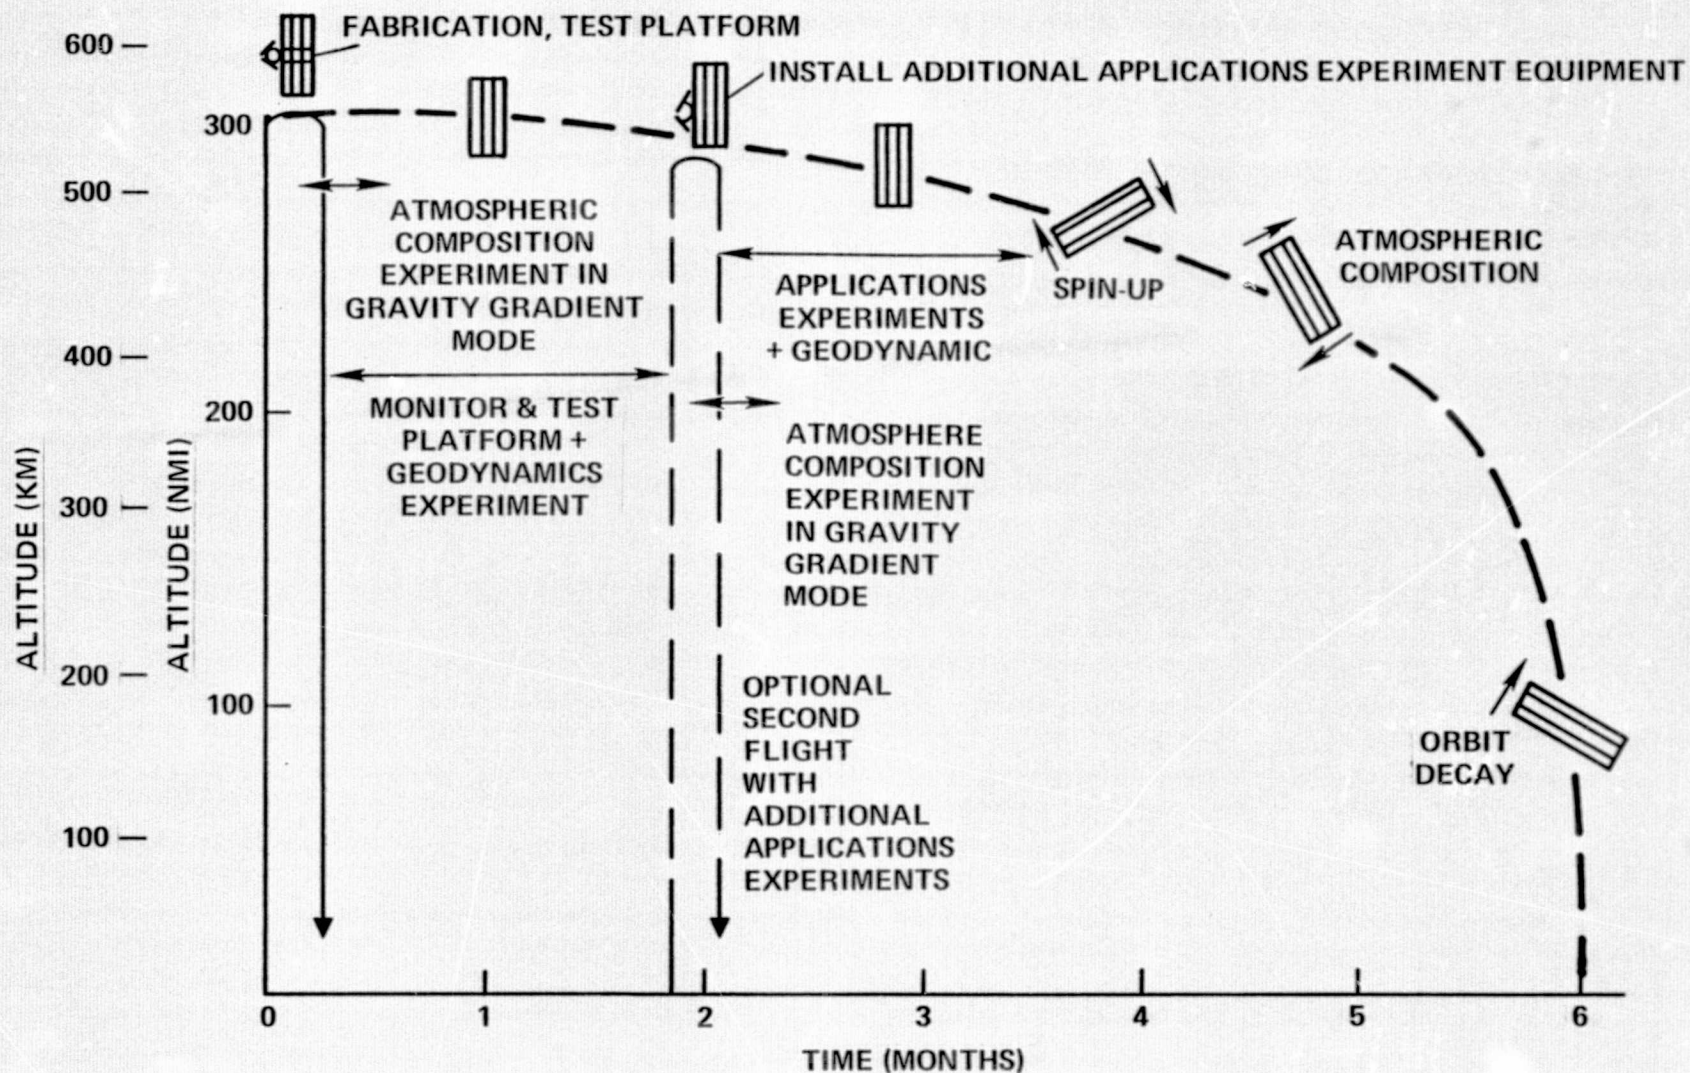 FABRICATION, TEST PLATFORM
INSTALL ADDITIONAL APPLICATIONS EXPERIMENT EQUIPMENT
600
500
400
300
200
100
ALTITUDE (KM)
300
200
100
ALTITUDE (NMI)
ATMOSPHERIC
COMPOSITION
EXPERIMENT IN
GRAVITY GRADIENT
MODE
MONITOR & TEST
PLATFORM +
GEODYNAMICS
EXPERIMENT
APPLICATIONS
EXPERIMENTS
+ GEODYNAMIC
ATMOSPHERE
COMPOSITION
EXPERIMENT
IN GRAVITY
GRADIENT
MODE
OPTIONAL
SECOND
FLIGHT
WITH
ADDITIONAL
APPLICATIONS
EXPERIMENTS
SPIN-UP
ATMOSPHERIC
COMPOSITION
ORBIT
DECAY
0 1 2 3 4 5 6
TIME (MONTHS)